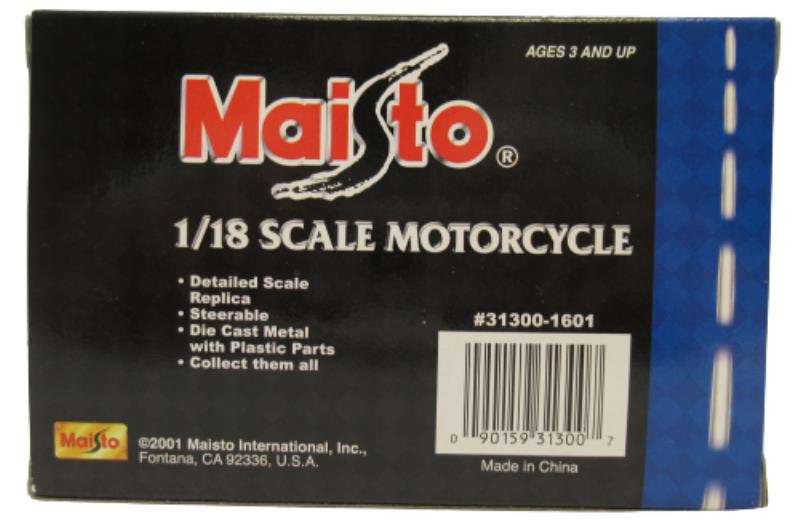 AGES 3 AND UP
Maisto®
1/18 SCALE MOTORCYCLE
• Detailed Scale
Replica
• Steerable
• Die Cast Metal
with Plastic Parts
• Collect them all
#31300-1601
0 90159 31300 7
Made in China
Maisto
©2001 Maisto International, Inc.,
Fontana, CA 92336, U.S.A.